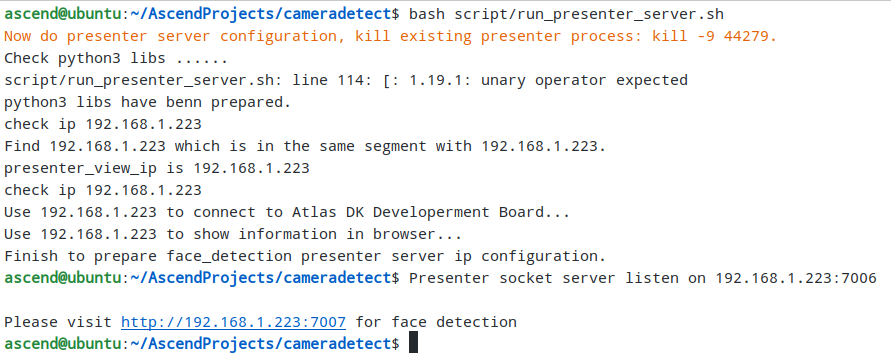 ascend@ubuntu:~/AscendProjects/cameradetect$ bash script/run_presenter_server.sh
Now do presenter server configuration, kill existing presenter process: kill -9 44279.
Check python3 libs ......
script/run_presenter_server.sh: line 114: [: 1.19.1: unary operator expected
python3 libs have benn prepared.
check ip 192.168.1.223
Find 192.168.1.223 which is in the same segment with 192.168.1.223.
presenter_view_ip is 192.168.1.223
check ip 192.168.1.223
Use 192.168.1.223 to connect to Atlas DK Developerment Board...
Use 192.168.1.223 to show information in browser...
Finish to prepare face_detection presenter server ip configuration.
ascend@ubuntu:~/AscendProjects/cameradetect$ Presenter socket server listen on 192.168.1.223:7006
Please visit http://192.168.1.223:7007 for face detection
ascend@ubuntu:~/AscendProjects/cameradetect$